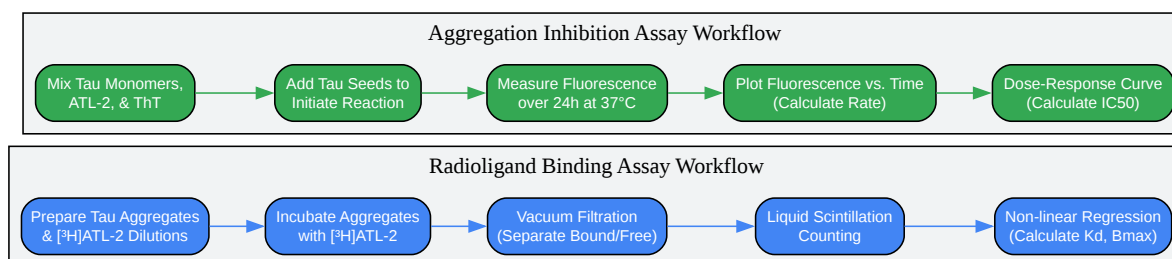 Aggregation Inhibition Assay Workflow
Mix Tau Monomers,
ATL-2, & ThT
Add Tau Seeds to
Initiate Reaction
Measure Fluorescence
over 24h at 37°C
Plot Fluorescence vs. Time
(Calculate Rate)
Dose-Response Curve
(Calculate IC50)
Radioligand Binding Assay Workflow
Prepare Tau Aggregates
& [³H]ATL-2 Dilutions
Incubate Aggregates
with [³H]ATL-2
Vacuum Filtration
(Separate Bound/Free)
Liquid Scintillation
Counting
Non-linear Regression
(Calculate Kd, Bmax)